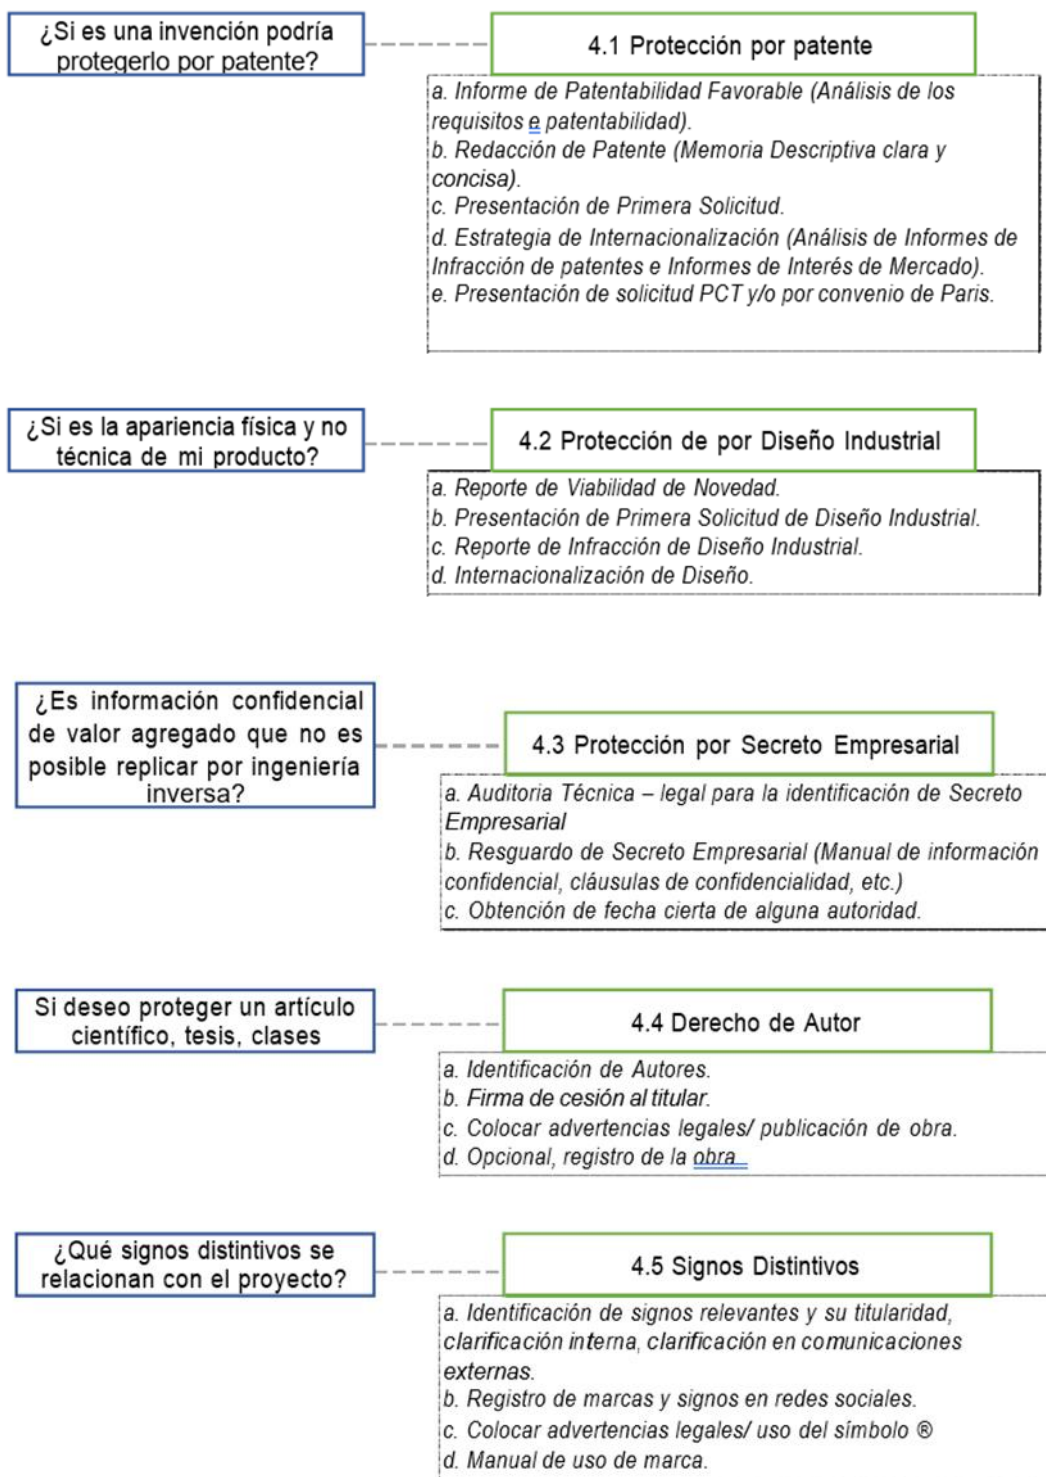 ¿Si es una invención podría
protegerlo por patente?
4.1 Protección por patente
a. Informe de Patentabilidad Favorable (Análisis de los
requisitos e patentabilidad).
b. Redacción de Patente (Memoria Descriptiva clara y
concisa).
c. Presentación de Primera Solicitud.
d. Estrategia de Internacionalización (Análisis de Informes de
Infracción de patentes e Informes de Interés de Mercado).
e. Presentación de solicitud PCT y/o por convenio de Paris.
¿Si es la apariencia física y no
técnica de mi producto?
4.2 Protección de por Diseño Industrial
a. Reporte de Viabilidad de Novedad.
b. Presentación de Primera Solicitud de Diseño Industrial.
c. Reporte de Infracción de Diseño Industrial.
d. Internacionalización de Diseño.
¿Es información confidencial
de valor agregado que no es
posible replicar por ingeniería
inversa?
4.3 Protección por Secreto Empresarial
a. Auditoria Técnica – legal para la identificación de Secreto
Empresarial
b. Resguardo de Secreto Empresarial (Manual de información
confidencial, cláusulas de confidencialidad, etc.)
c. Obtención de fecha cierta de alguna autoridad.
Si deseo proteger un artículo
científico, tesis, clases
4.4 Derecho de Autor
a. Identificación de Autores.
b. Firma de cesión al titular.
c. Colocar advertencias legales/ publicación de obra.
d. Opcional, registro de la obra
¿Qué signos distintivos se
relacionan con el proyecto?
4.5 Signos Distintivos
a. Identificación de signos relevantes y su titularidad,
clarificación interna, clarificación en comunicaciones
externas.
b. Registro de marcas y signos en redes sociales.
c. Colocar advertencias legales/ uso del símbolo ®
d. Manual de uso de marca.